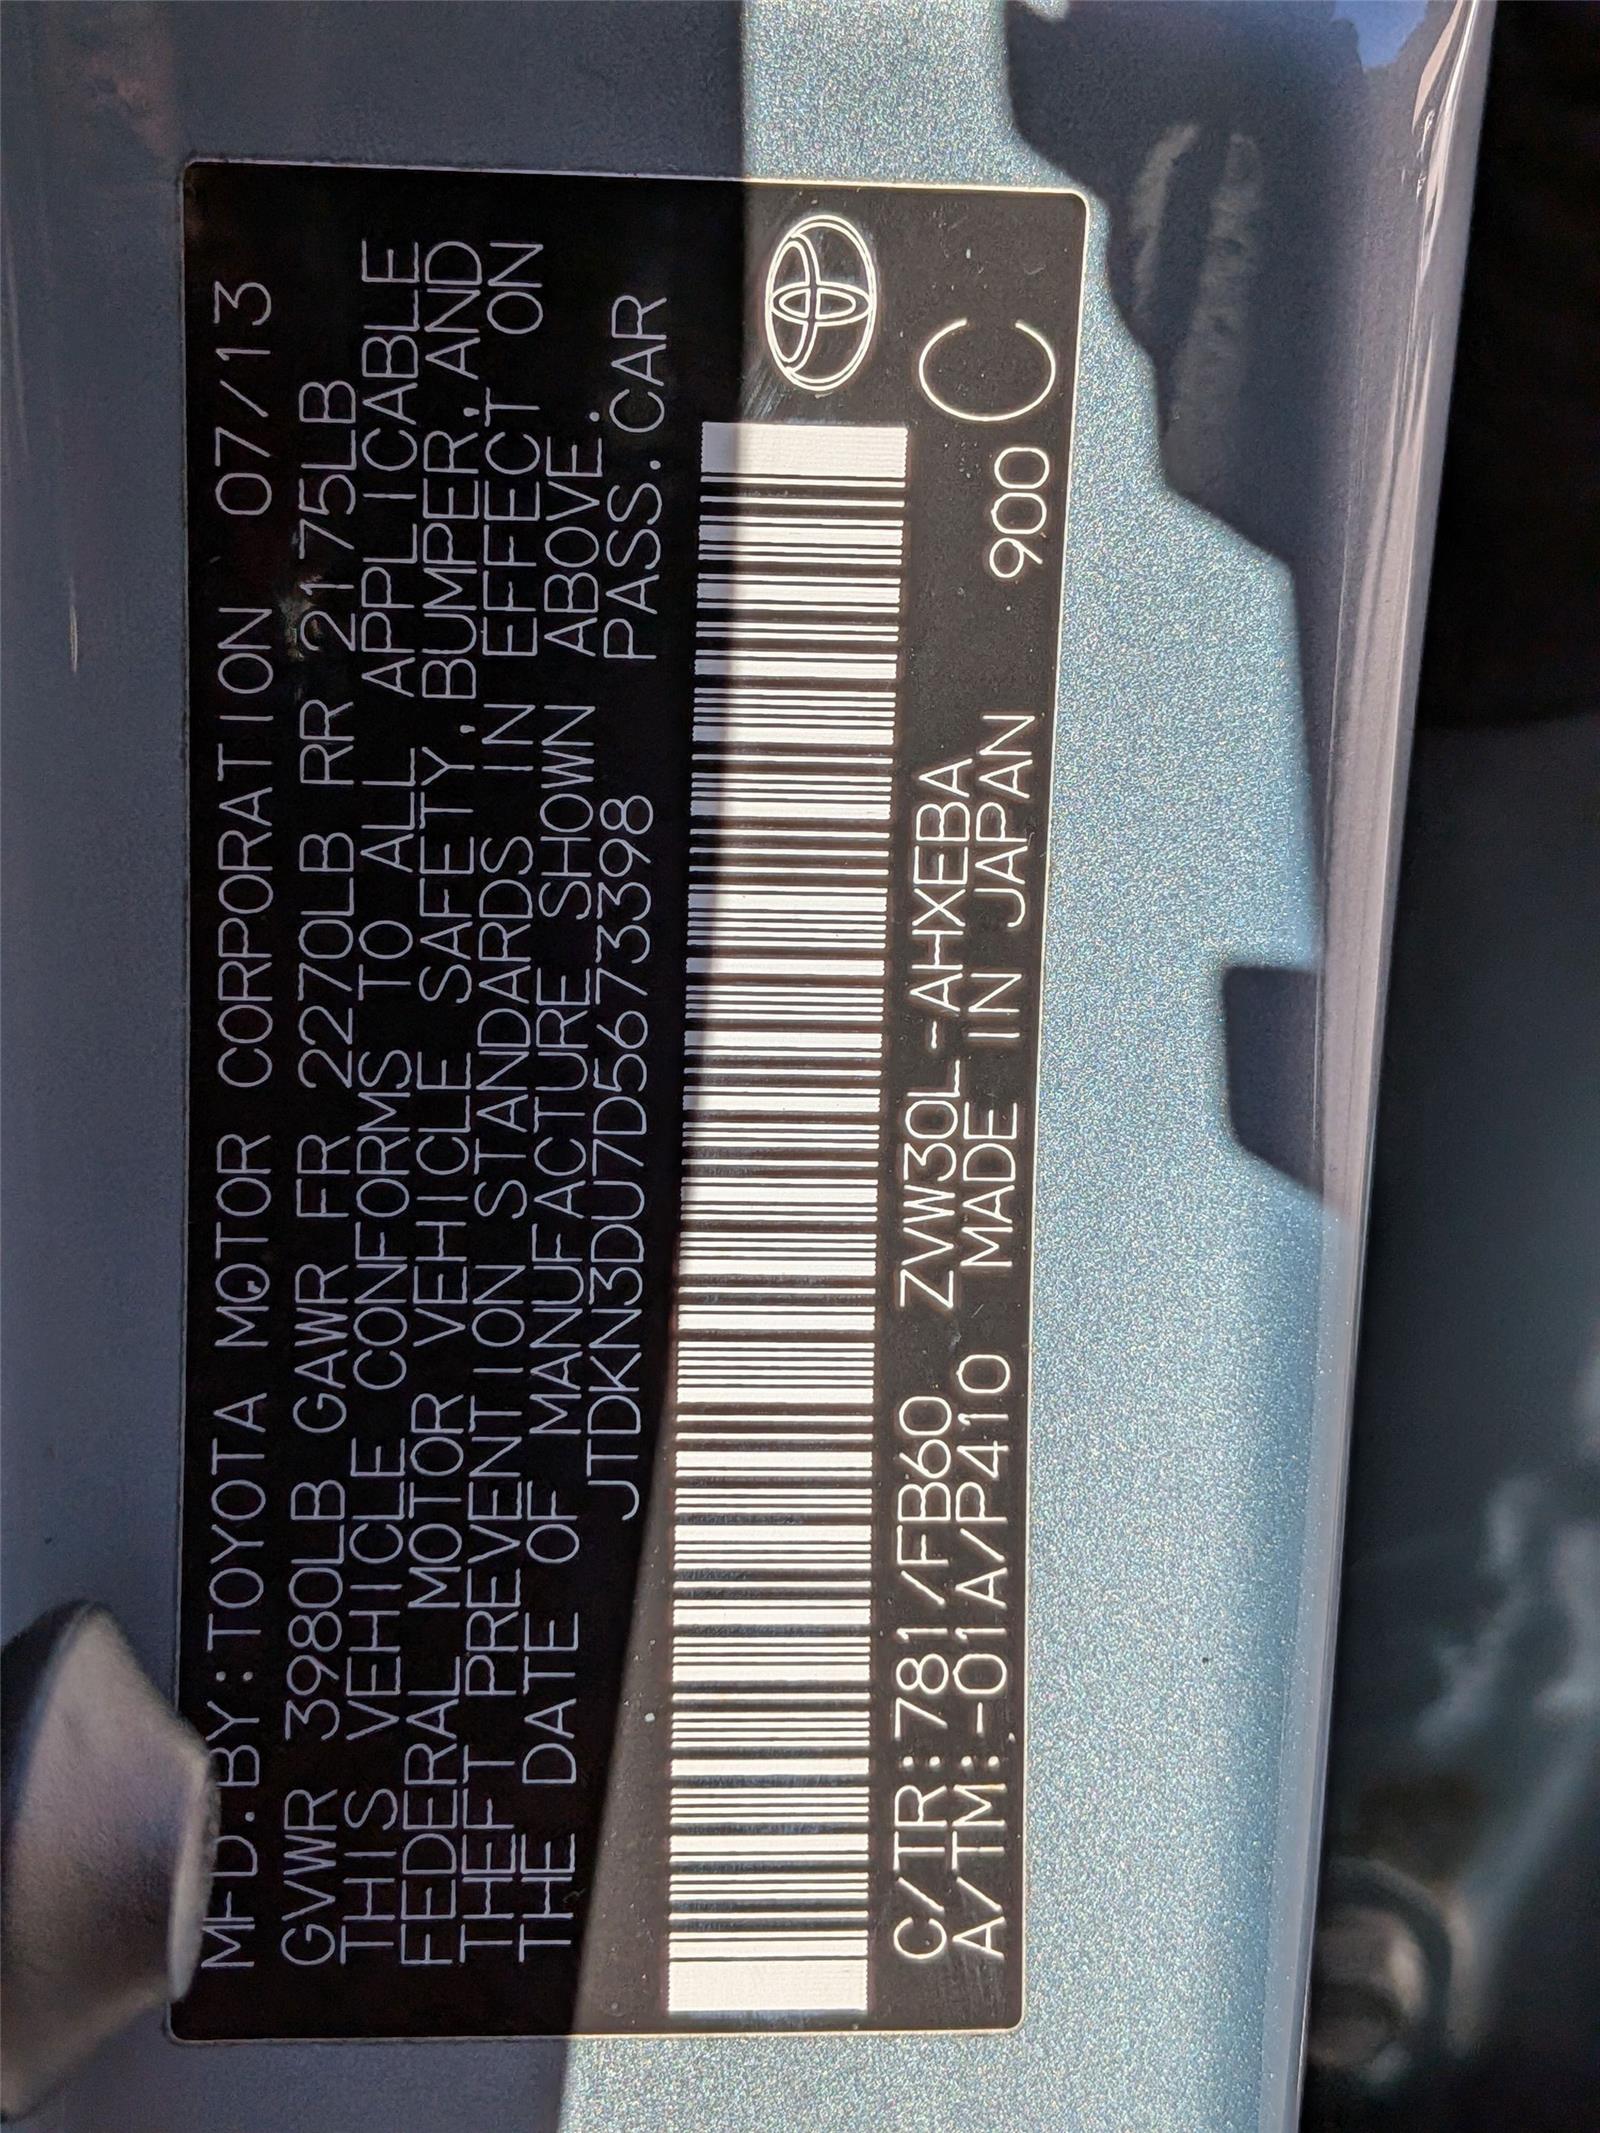 MFD.BY:TOYOTA MOTOR CORPORATION 07/13
GVWR 3980LB GAWR FR 2270LB RR 2175LB
THIS VEHICLE CONFORMS TO ALL APPLICABLE
FEDERAL MOTOR VEHICLE SAFETY, BUMPER, AND
THEFT PREVENTION STANDARDS IN EFFECT ON
THE DATE OF MANUFACTURE SHOWN ABOVE.
JTDKN3DU7D5673398 PASS.CAR
C/TR:781/FB60 ZVW30L-AHXEBA
A/TM:-01A/P410 MADE IN JAPAN 900 C